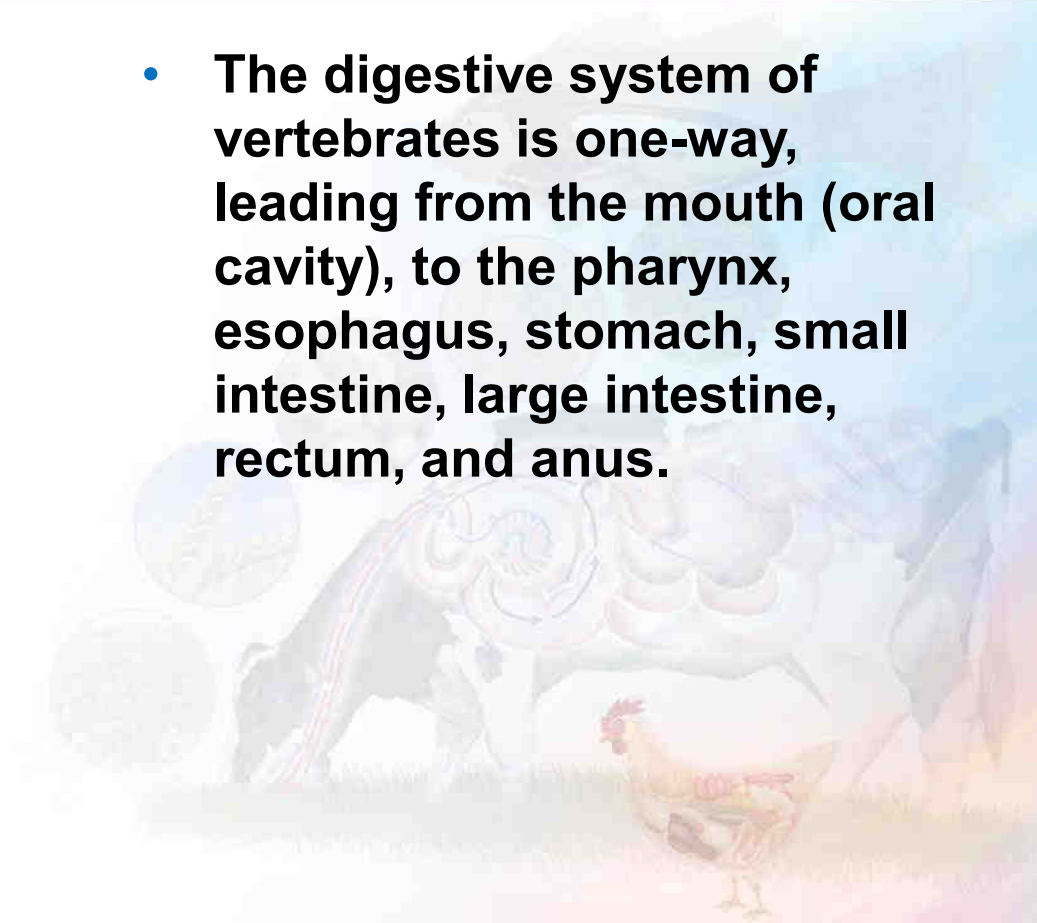 • The digestive system of
vertebrates is one-way,
leading from the mouth (oral
cavity), to the pharynx,
esophagus, stomach, small
intestine, large intestine,
rectum, and anus.